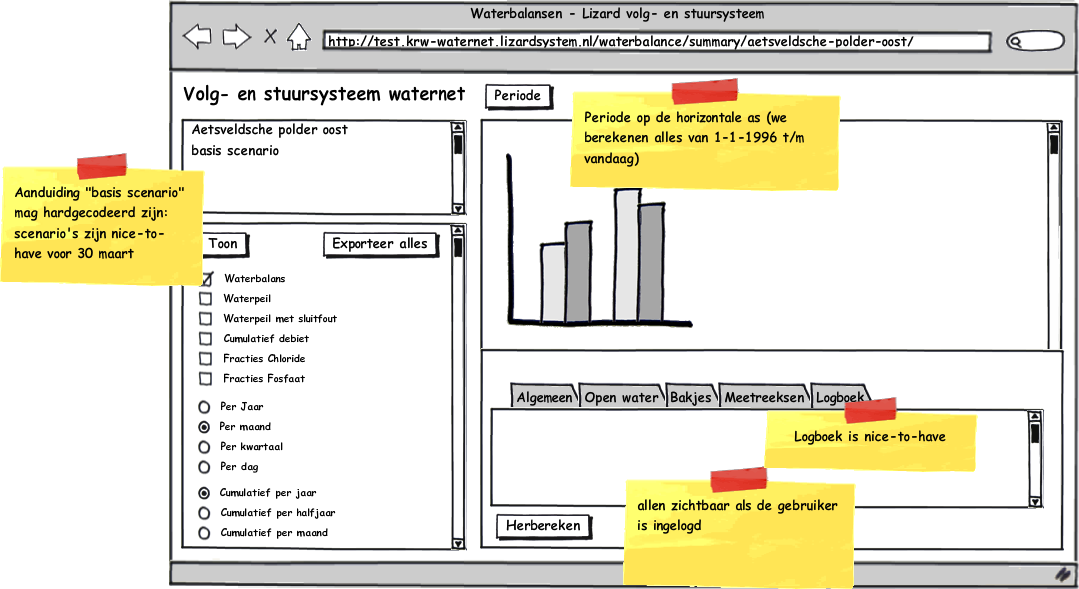 Waterbalansen - Lizard volg- en stuursysteem
http://test.krw-waternet.lizardsystem.nl/waterbalance/summary/aetsveldsche-polder-oost/
Volg- en stuursysteem waternet
Periode
Periode op de horizontale as (we
berekenen alles van 1-1-1996 t/m
vandaag)
Aetsveldsche polder oost
basis scenario
Aanduiding "basis scenario"
mag hardgecodeerd zijn:
scenario's zijn nice-to-
have voor 30 maart
Toon
Exporteer alles
Waterbalans
Waterpeil
Waterpeil met sluitfout
Cumulatief debiet
Fracties Chloride
Fracties Fosfaat
Per Jaar
Per maand
Per kwartaal
Per dag
Cumulatief per jaar
Cumulatief per halfjaar
Cumulatief per maand
Algemeen
Open water
Bakjes
Meetreeksen
Logboek
Logboek is nice-to-have
allen zichtbaar als de gebruiker
is ingelogd
Herbereken